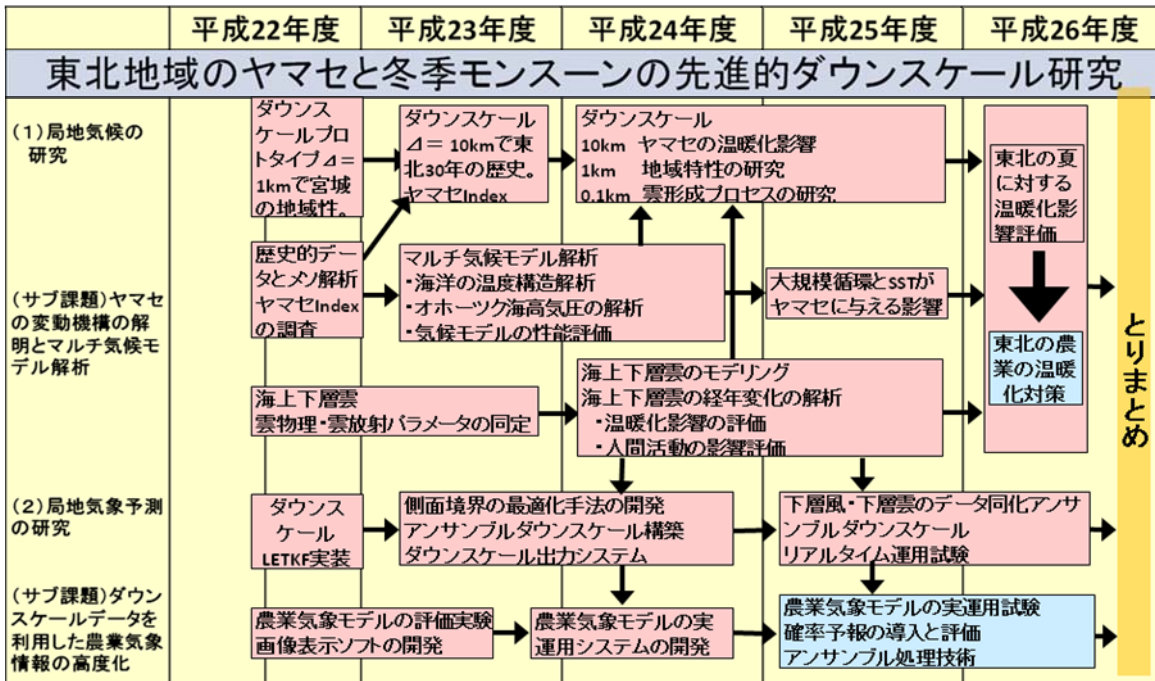 平成22年度 平成23年度 平成24年度 平成25年度 平成26年度
東北地域のヤマセと冬季モンスーンの先進的ダウンスケール研究
(1)局地気候の
研究
ダウンス
ケールプロ
トタイプ⊿=
1kmで宮城
の地域性。
ダウンスケール
⊿= 10kmで東
北30年の歴史。
ヤマセIndex
ダウンスケール
10km ヤマセの温暖化影響
1km 地域特性の研究
0.1km 雲形成プロセスの研究
東北の夏
に対する
温暖化影
響評価
(サブ課題)ヤマセ
の変動機構の解
明とマルチ気候モ
デル解析
歴史的デー
タとメソ解析
ヤマセIndex
の調査
マルチ気候モデル解析
・海洋の温度構造解析
・オホーツク海高気圧の解析
・気候モデルの性能評価
大規模循環とSSTが
ヤマセに与える影響
東北の農
業の温暖
化対策
海上下層雲
雲物理・雲放射パラメータの同定
海上下層雲のモデリング
海上下層雲の経年変化の解析
・温暖化影響の評価
・人間活動の影響評価
(2)局地気象予測
の研究
ダウンス
ケール
LETKF実装
側面境界の最適化手法の開発
アンサンブルダウンスケール構築
ダウンスケール出力システム
下層風・下層雲のデータ同化アンサ
ンブルダウンスケール
リアルタイム運用試験
(サブ課題)ダウン
スケールデータを
利用した農業気象
情報の高度化
農業気象モデルの評価実験
画像表示ソフトの開発
農業気象モデルの実
運用システムの開発
農業気象モデルの実運用試験
確率予報の導入と評価
アンサンブル処理技術
とりまとめ